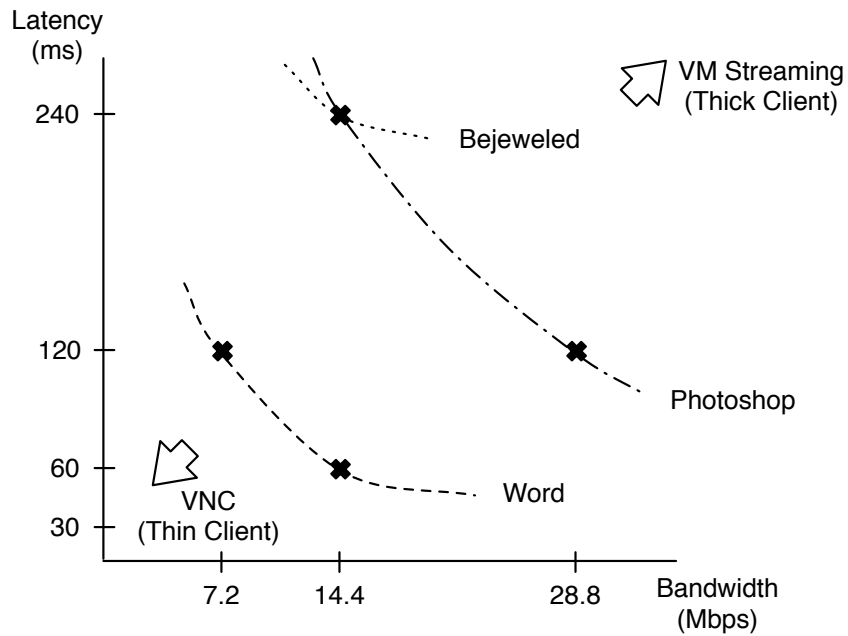 Latency
(ms)
VM Streaming
(Thick Client)
240
Bejeweled
120
Photoshop
60
Word
VNC
(Thin Client)
30
7.2
14.4
28.8
Bandwidth
(Mbps)